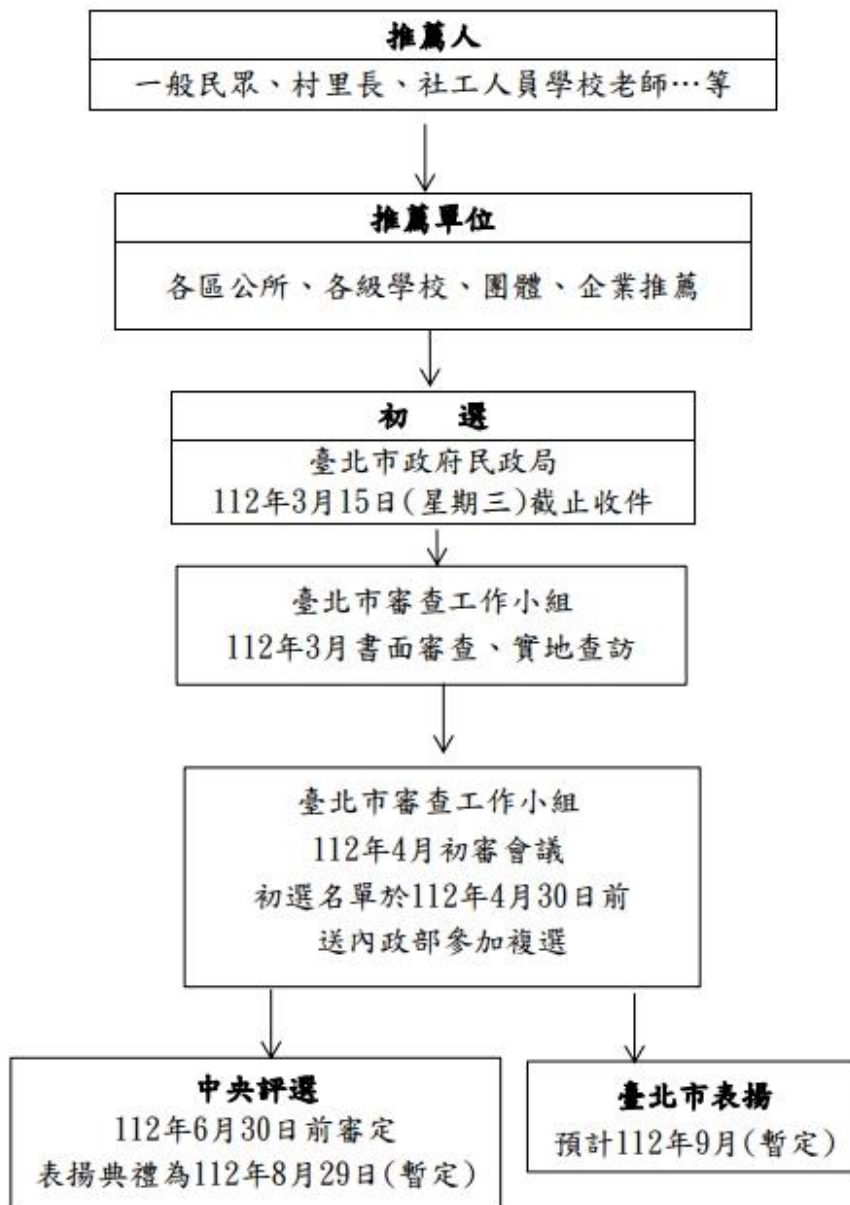 推薦人
一般民眾、村里長、社工人員學校老師…等
推薦單位
各區公所、各級學校、團體、企業推薦
初 選
臺北市政府民政局
112年3月15日(星期三)截止收件
臺北市審查工作小組
112年3月書面審查、實地查訪
臺北市審查工作小組
112年4月初審會議
初選名單於112年4月30日前
送內政部參加複選
中央評選
112年6月30日前審定
表揚典禮為112年8月29日(暫定)
臺北市表揚
預計112年9月(暫定)